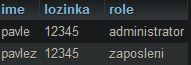 ime lozinka role
pavle 12345 administrator
pavlez 12345 zaposleni